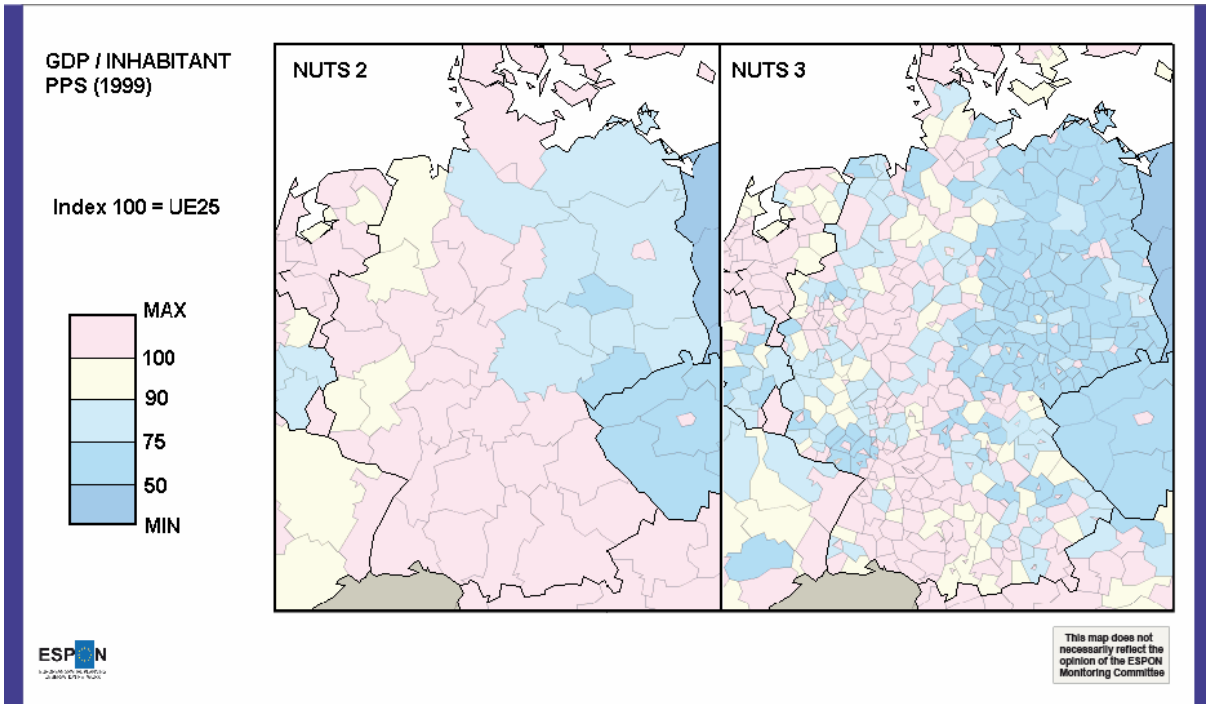 GDP / INHABITANT
PPS (1999)
Index 100 = UE25
MAX
100
90
75
50
MIN
NUTS 2
NUTS 3
ESPON
This map does not
necessarily reflect the
opinion of the ESPON
Monitoring Committee